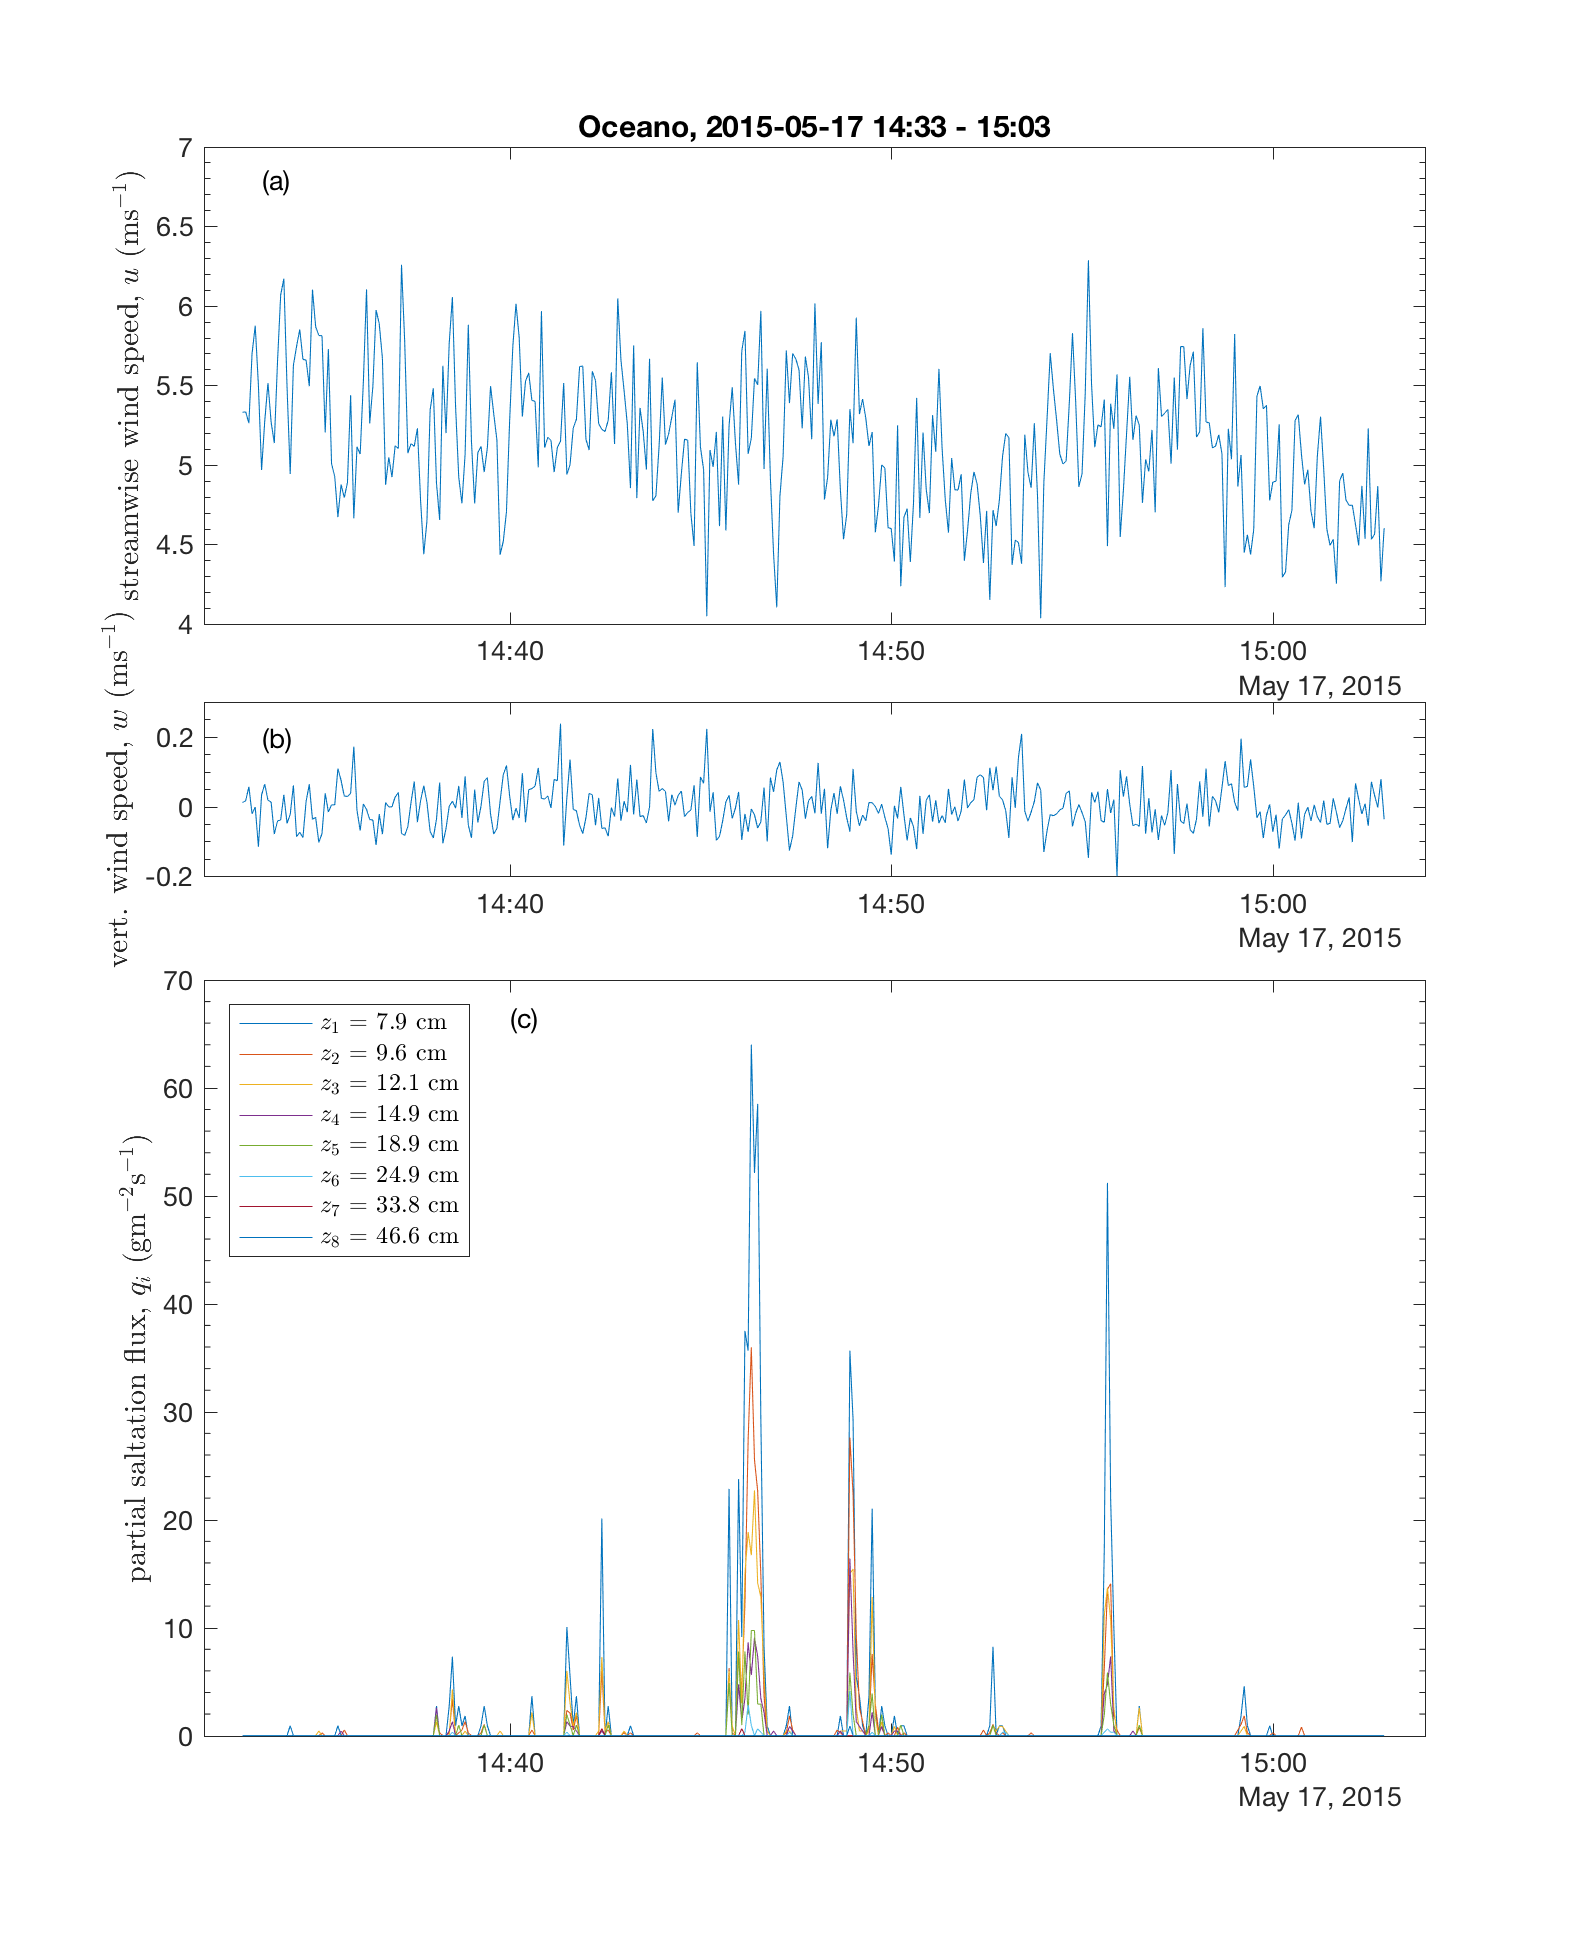 Oceano, 2015-05-17 14:33 - 15:03
(a)
streamwise wind speed, u (ms⁻¹)
7
6.5
6
5.5
5
4.5
4
14:40 14:50 15:00
May 17, 2015
(b)
vert. wind speed, w (ms⁻¹)
0.2
0
-0.2
14:40 14:50 15:00
May 17, 2015
(c)
partial saltation flux, qᵢ (gm⁻²s⁻¹)
70
60
50
40
30
20
10
0
z₁ = 7.9 cm
z₂ = 9.6 cm
z₃ = 12.1 cm
z₄ = 14.9 cm
z₅ = 18.9 cm
z₆ = 24.9 cm
z₇ = 33.8 cm
z₈ = 46.6 cm
14:40 14:50 15:00
May 17, 2015